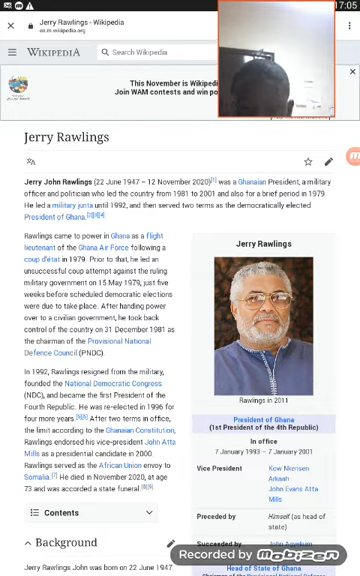 17:05
Jerry Rawlings - Wikipedia
en.m.wikipedia.org
WIKIPEDIA
Search Wikipedia
This November is Wikipedi
Join WAM contests and win po
Jerry Rawlings
Jerry John Rawlings (22 June 1947 – 12 November 2020)[1] was a Ghanaian President, a military
officer and politician who led the country from 1981 to 2001 and also for a brief period in 1979.
He led a military junta until 1992, and then served two terms as the democratically elected
President of Ghana.[2][3][4]
Rawlings came to power in Ghana as a flight
lieutenant of the Ghana Air Force following a
coup d'état in 1979. Prior to that, he led an
unsuccessful coup attempt against the ruling
military government on 15 May 1979, just five
weeks before scheduled democratic elections
were due to take place. After handing power
over to a civilian government, he took back
control of the country on 31 December 1981 as
the chairman of the Provisional National
Defence Council (PNDC).
In 1992, Rawlings resigned from the military,
founded the National Democratic Congress
(NDC), and became the first President of the
Fourth Republic. He was re-elected in 1996 for
four more years.[5][6] After two terms in office,
the limit according to the Ghanaian Constitution,
Rawlings endorsed his vice-president John Atta
Mills as a presidential candidate in 2000.
Rawlings served as the African Union envoy to
Somalia.[7] He died in November 2020, at age
73 and was accorded a state funeral.[8][9]
Contents
Background
Jerry Rawlings John was born on 22 June 1947
Jerry Rawlings
Rawlings in 2011
President of Ghana
(1st President of the 4th Republic)
In office
7 January 1993 – 7 January 2001
Vice President Kow Nkensen
Arkaah
John Evans Atta
Mills
Preceded by Himself (as head of
state)
Succeeded by John Agyekum
Head of State of Ghana
Recorded by Mobizen